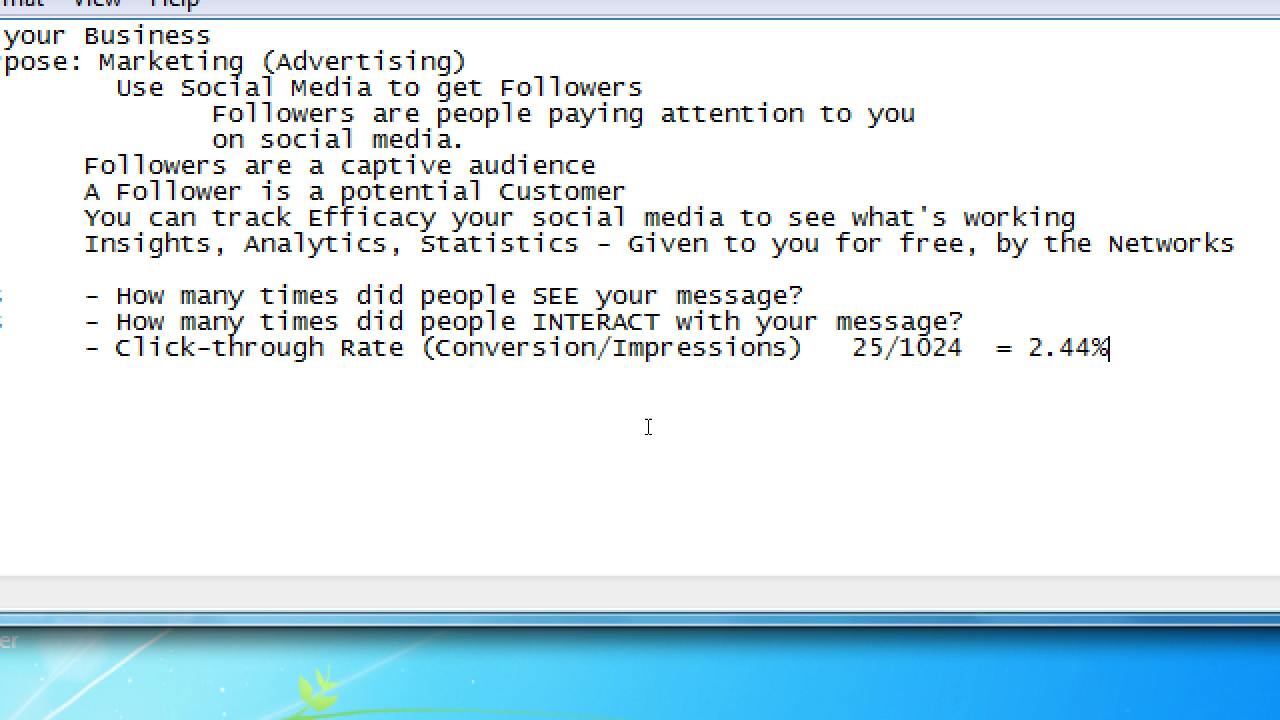 View Help
your Business
pose: Marketing (Advertising)
Use Social Media to get Followers
Followers are people paying attention to you
on social media.
Followers are a captive audience
A Follower is a potential Customer
You can track Efficacy your social media to see what's working
Insights, Analytics, Statistics - Given to you for free, by the Networks
- How many times did people SEE your message?
- How many times did people INTERACT with your message?
- Click-through Rate (Conversion/Impressions) 25/1024 = 2.44%
er